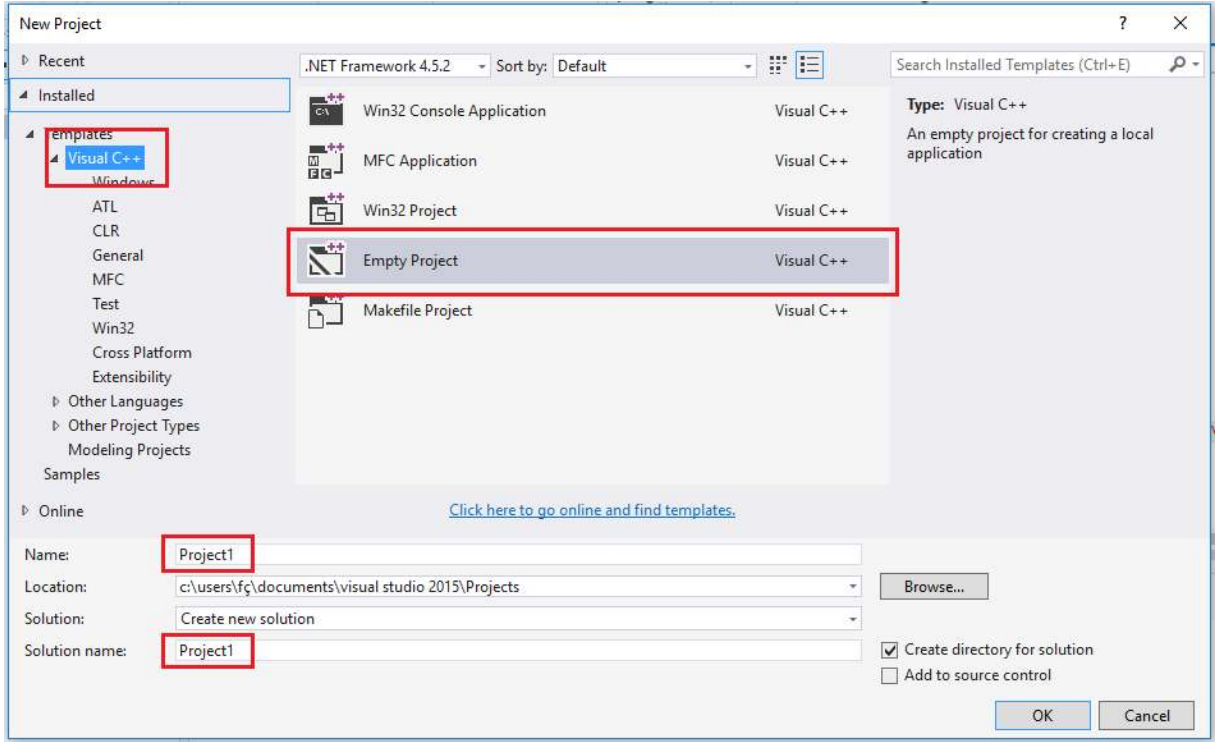 New Project
?
Recent
Installed
Templates
Visual C++
Windows
ATL
CLR
General
MFC
Test
Win32
Cross Platform
Extensibility
Other Languages
Other Project Types
Modeling Projects
Samples
Online
.NET Framework 4.5.2 Sort by: Default
Win32 Console Application Visual C++
MFC Application Visual C++
Win32 Project Visual C++
Empty Project Visual C++
Makefile Project Visual C++
Click here to go online and find templates.
Search Installed Templates (Ctrl+E)
Type: Visual C++
An empty project for creating a local
application
Name: Project1
Location: c:\users\fç\documents\visual studio 2015\Projects Browse...
Solution: Create new solution
Solution name: Project1
Create directory for solution
Add to source control
OK Cancel